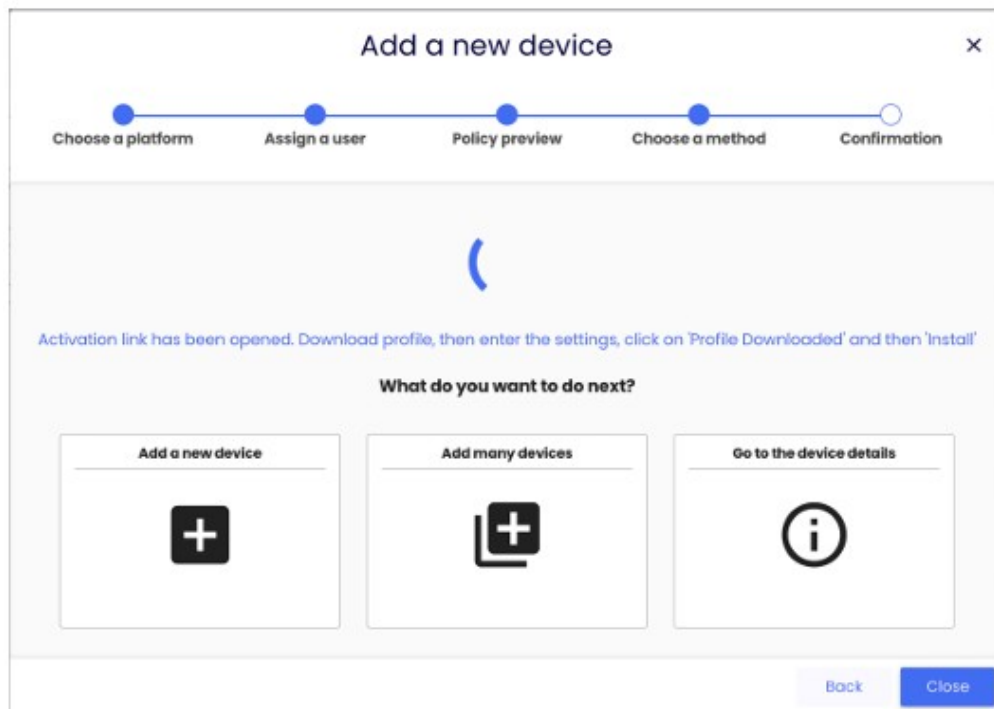 Add a new device
Choose a platform
Assign a user
Policy preview
Choose a method
Confirmation
Activation link has been opened. Download profile, then enter the settings, click on 'Profile Downloaded' and then 'Install'
What do you want to do next?
Add a new device
Add many devices
Go to the device details
Back
Close